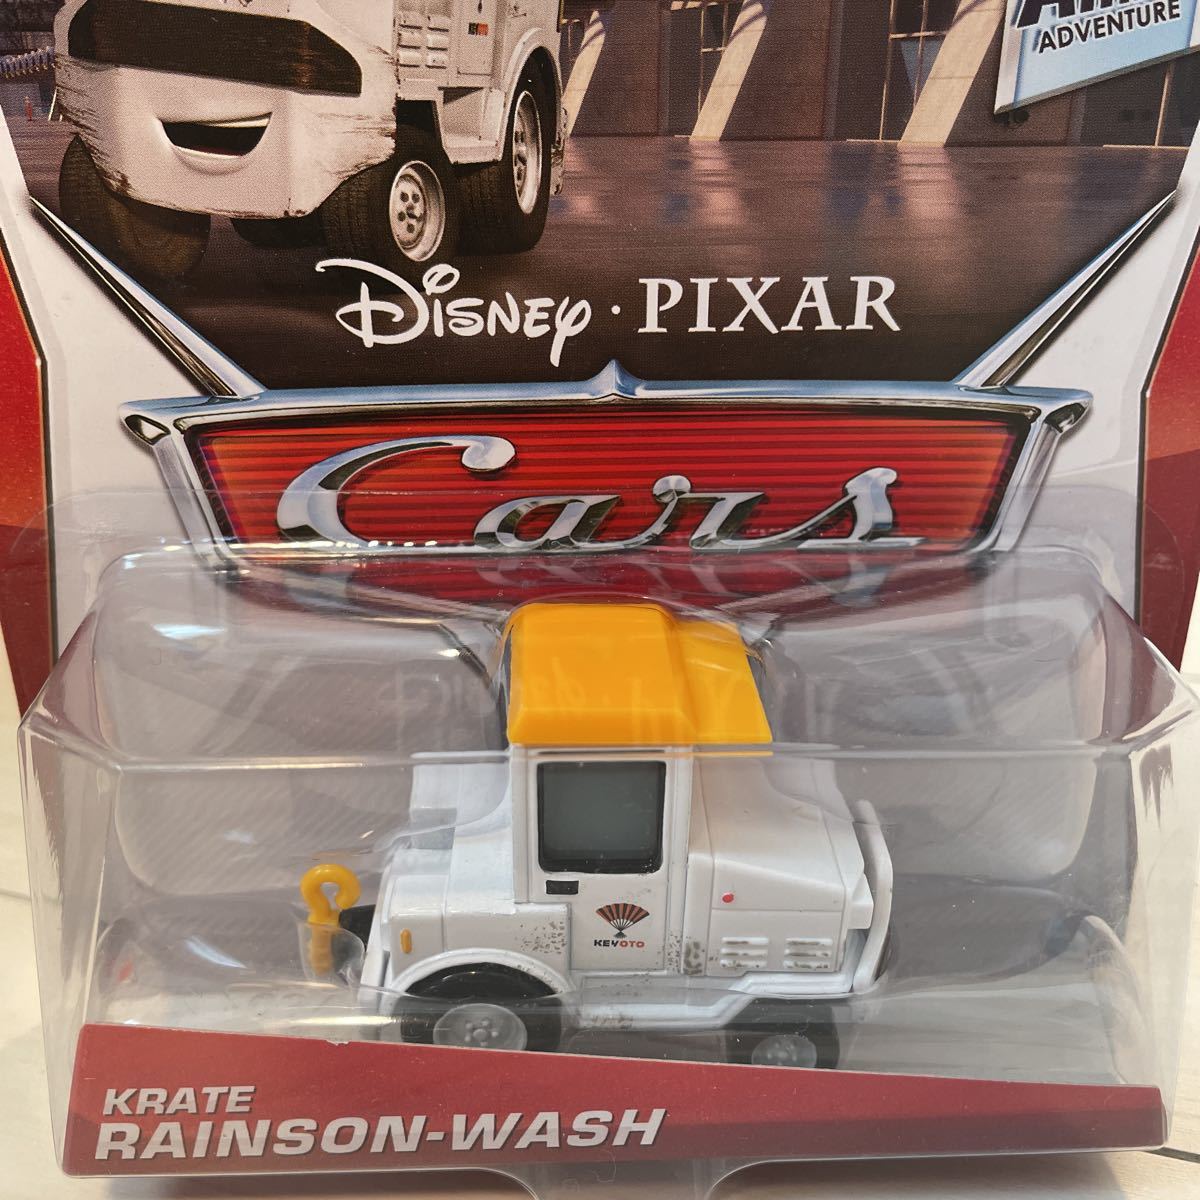 ADVENTURE
Disney · PIXAR
Cars
KEYOTO
KRATE
RAINSON-WASH